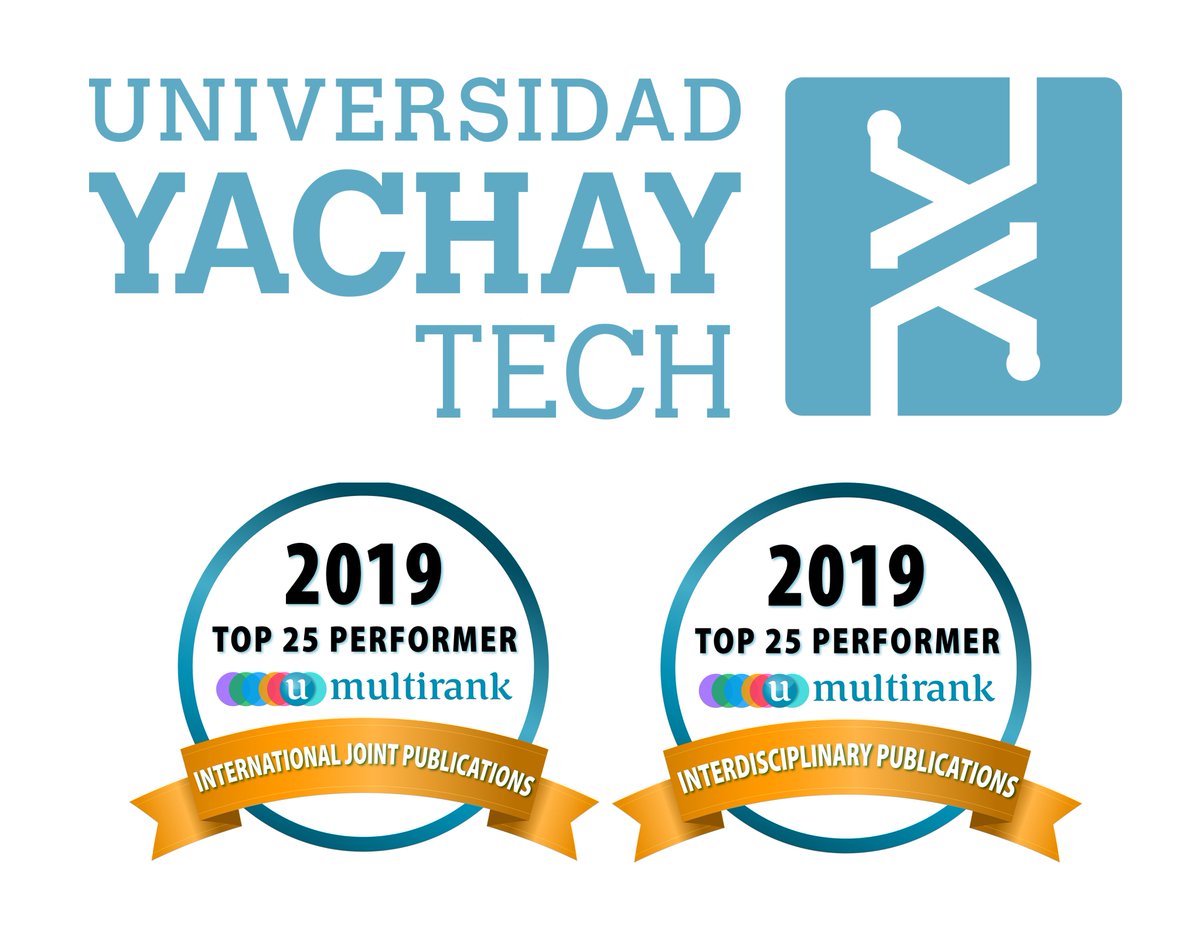 UNIVERSIDAD
YACHAY
TECH
2019
TOP 25 PERFORMER
u multirank
INTERNATIONAL JOINT PUBLICATIONS
2019
TOP 25 PERFORMER
u multirank
INTERDISCIPLINARY PUBLICATIONS